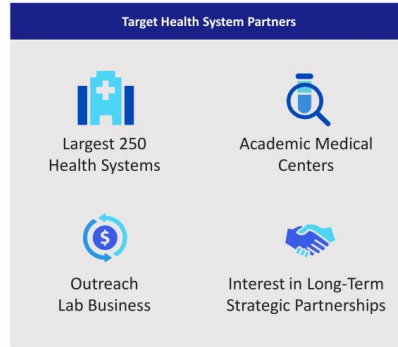 Target Health System Partners
Largest 250
Health Systems
Academic Medical
Centers
$
Outreach
Lab Business
Interest in Long-Term
Strategic Partnerships